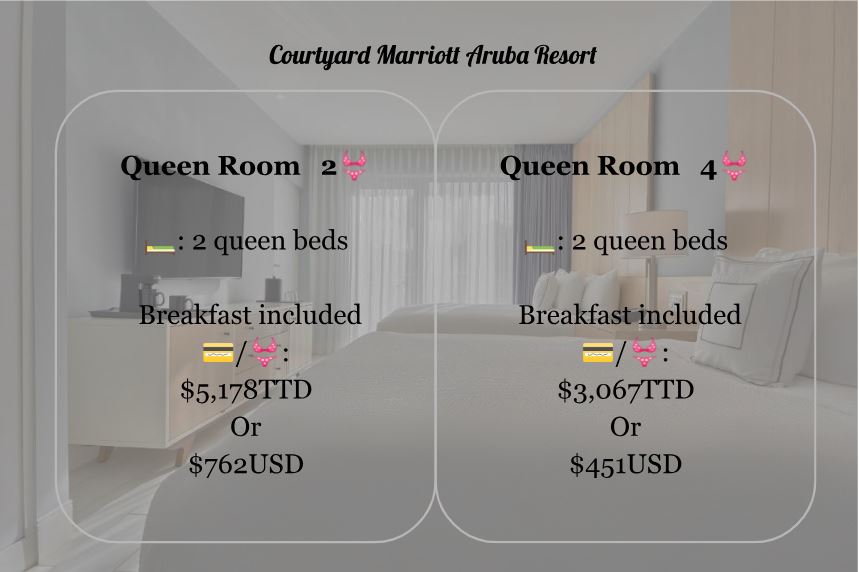 Courtyard Marriott Aruba Resort
Queen Room 2👙
🛏️: 2 queen beds
Breakfast included
💳/👙:
$5,178TTD
Or
$762USD
Queen Room 4👙
🛏️: 2 queen beds
Breakfast included
💳/👙:
$3,067TTD
Or
$451USD